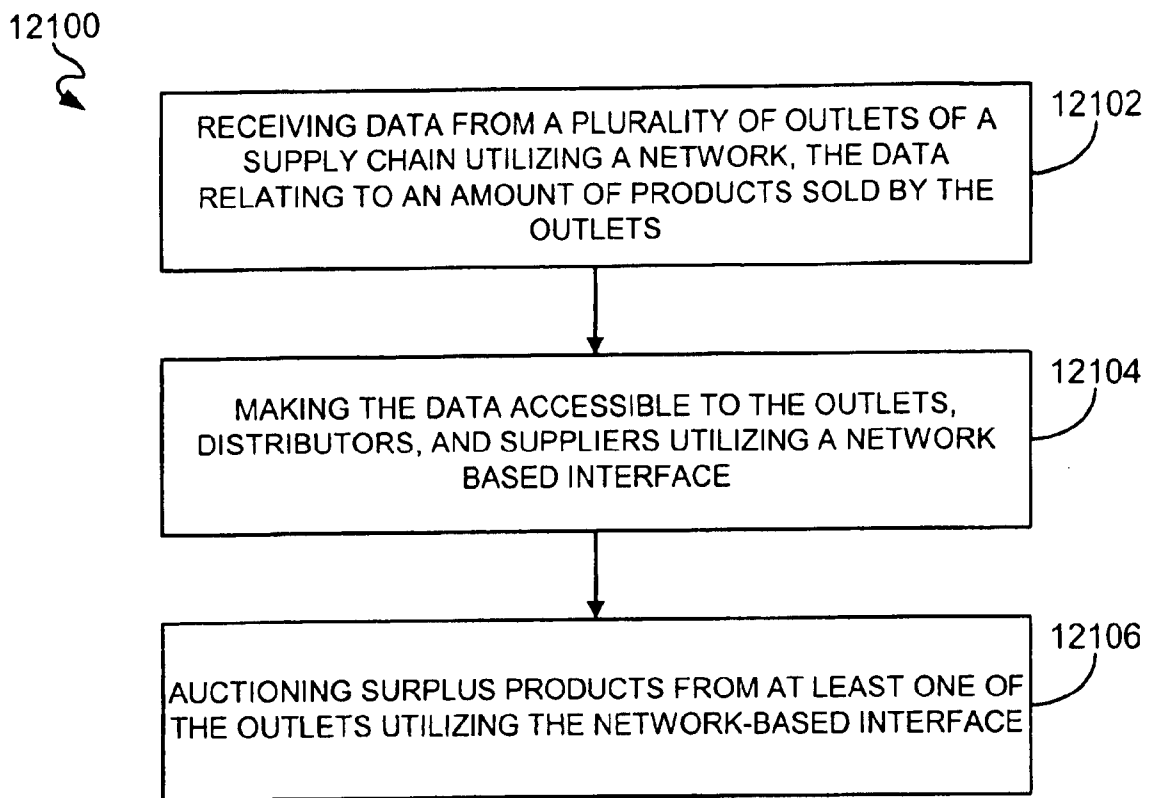 12100
12102
RECEIVING DATA FROM A PLURALITY OF OUTLETS OF A
SUPPLY CHAIN UTILIZING A NETWORK, THE DATA
RELATING TO AN AMOUNT OF PRODUCTS SOLD BY THE
OUTLETS
12104
MAKING THE DATA ACCESSIBLE TO THE OUTLETS,
DISTRIBUTORS, AND SUPPLIERS UTILIZING A NETWORK
BASED INTERFACE
12106
AUCTIONING SURPLUS PRODUCTS FROM AT LEAST ONE OF
THE OUTLETS UTILIZING THE NETWORK-BASED INTERFACE